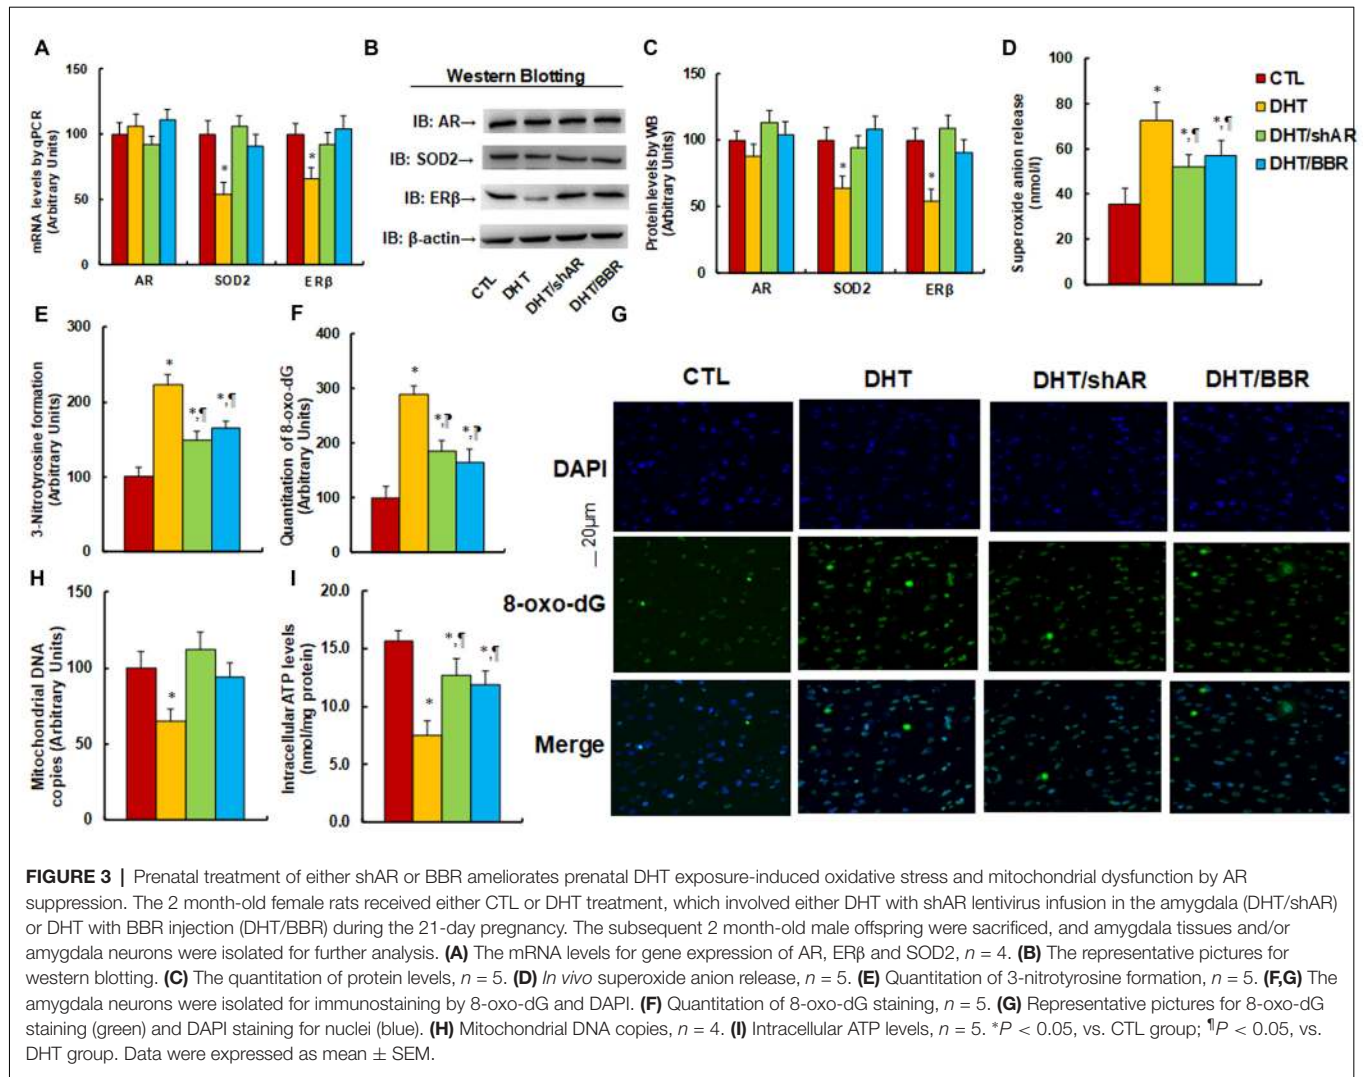 A
mRNA levels by qPCR
(Arbitrary Units)
150
100
50
0
AR
SOD2
ERβ
*
*
B
Western Blotting
IB: AR→
IB: SOD2→
IB: ERβ→
IB: β-actin→
CTL
DHT
DHT/shAR
DHT/BBR
C
Protein levels by WB
(Arbitrary Units)
150
100
50
0
AR
SOD2
ERβ
*
*
D
Superoxide anion release
(nmol/l)
100
80
60
40
20
0
*
*,¶
*,¶
CTL
DHT
DHT/shAR
DHT/BBR
E
3-Nitrotyrosine formation
(Arbitrary Units)
300
200
100
0
*
*,¶
*,¶
F
Quantitation of 8-oxo-dG
(Arbitrary Units)
400
300
200
100
0
*
*,¶
*,¶
G
CTL
DHT
DHT/shAR
DHT/BBR
DAPI
20μm
8-oxo-dG
Merge
H
Mitochondrial DNA
copies (Arbitrary Units)
150
100
50
0
*
I
Intracellular ATP levels
(nmol/mg protein)
20.0
15.0
10.0
5.0
0.0
*
*,¶
*,¶
FIGURE 3 | Prenatal treatment of either shAR or BBR ameliorates prenatal DHT exposure-induced oxidative stress and mitochondrial dysfunction by AR
suppression. The 2 month-old female rats received either CTL or DHT treatment, which involved either DHT with shAR lentivirus infusion in the amygdala (DHT/shAR)
or DHT with BBR injection (DHT/BBR) during the 21-day pregnancy. The subsequent 2 month-old male offspring were sacrificed, and amygdala tissues and/or
amygdala neurons were isolated for further analysis. (A) The mRNA levels for gene expression of AR, ERβ and SOD2, n = 4. (B) The representative pictures for
western blotting. (C) The quantitation of protein levels, n = 5. (D) In vivo superoxide anion release, n = 5. (E) Quantitation of 3-nitrotyrosine formation, n = 5. (F,G) The
amygdala neurons were isolated for immunostaining by 8-oxo-dG and DAPI. (F) Quantitation of 8-oxo-dG staining, n = 5. (G) Representative pictures for 8-oxo-dG
staining (green) and DAPI staining for nuclei (blue). (H) Mitochondrial DNA copies, n = 4. (I) Intracellular ATP levels, n = 5. *P < 0.05, vs. CTL group; ¶P < 0.05, vs.
DHT group. Data were expressed as mean ± SEM.